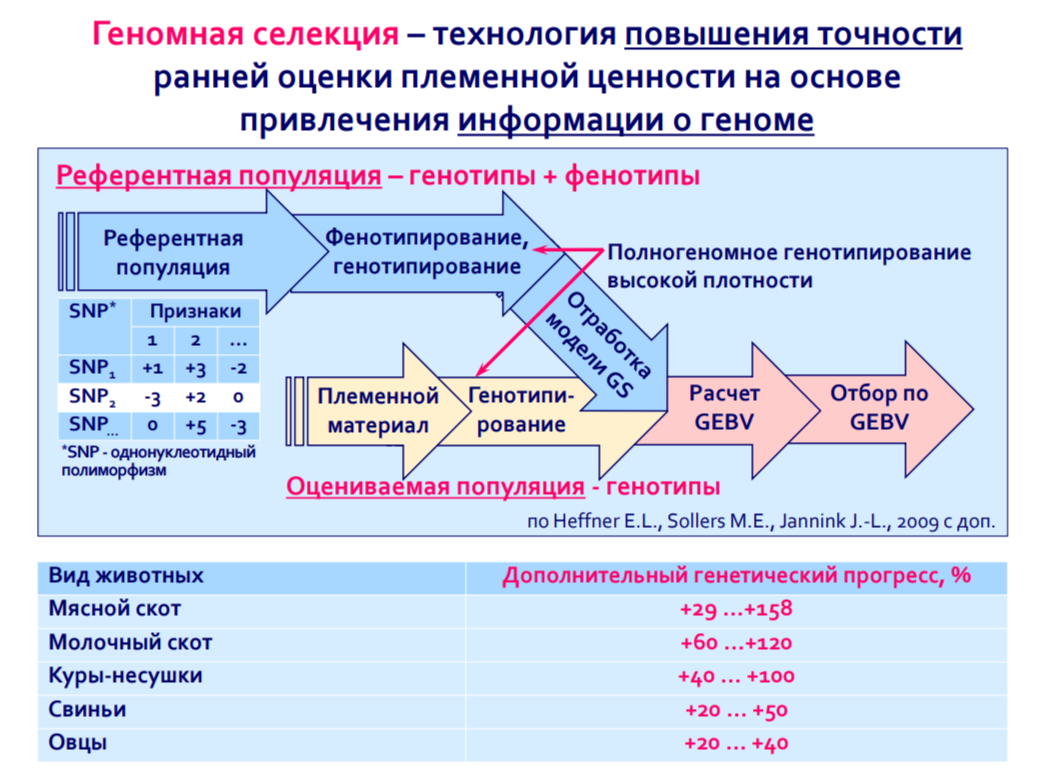 Геномная селекция – технология повышения точности
ранней оценки племенной ценности на основе
привлечения информации о геноме
Референтная популяция – генотипы + фенотипы
Референтная
популяция
Фенотипирование,
генотипирование
Полногеномное генотипирование
высокой плотности
Отработка
модели GS
SNP* Признаки
1 2 ...
SNP1 +1 +3 -2
SNP2 -3 +2 0
SNP... 0 +5 -3
*SNP - однонуклеотидный
полиморфизм
Племенной
материал
Генотипи-
рование
Расчет
GEBV
Отбор по
GEBV
Оцениваемая популяция - генотипы
по Heffner E.L., Sollers M.E., Jannink J.-L., 2009 с доп.
Вид животных Дополнительный генетический прогресс, %
Мясной скот +29 ...+158
Молочный скот +60 ...+120
Куры-несушки +40 ... +100
Свиньи +20 ... +50
Овцы +20 ... +40